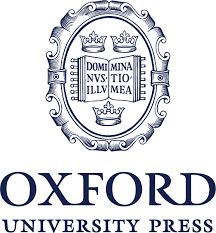 DOMI MINA
NVS TIO
ILLV MEA
OXFORD
UNIVERSITY PRESS